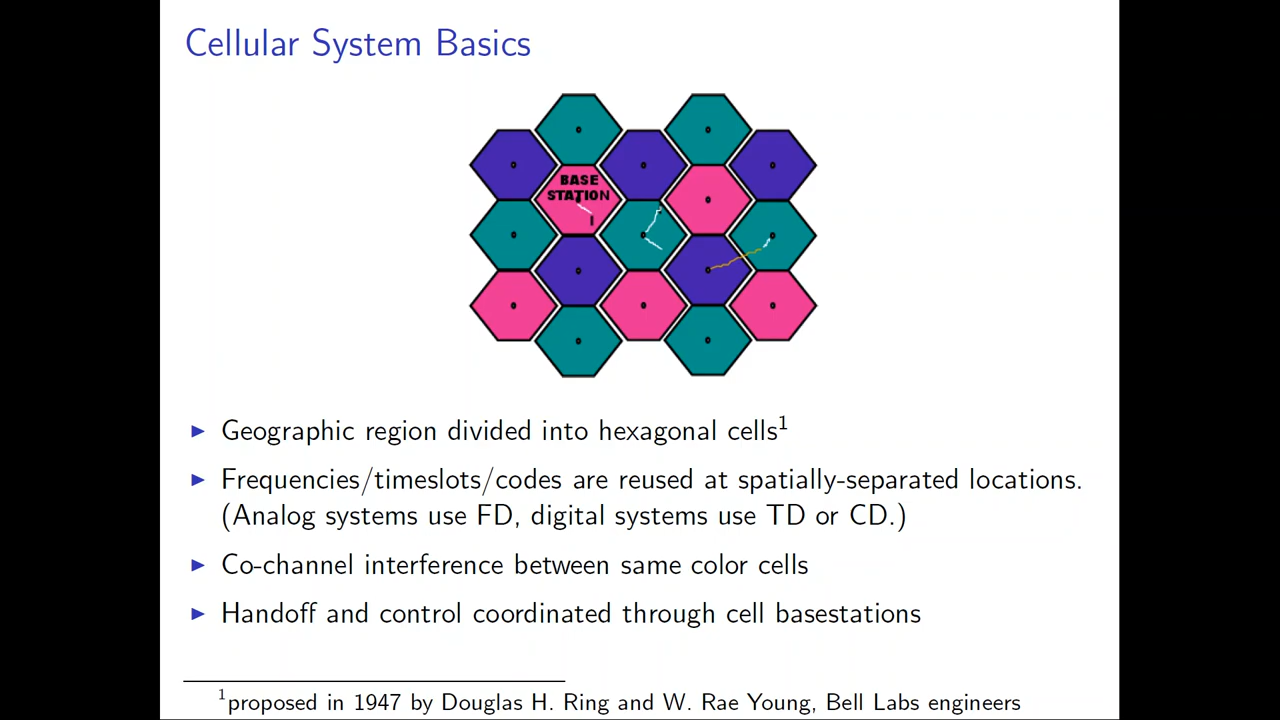 Cellular System Basics
BASE
STATION
▶ Geographic region divided into hexagonal cells¹
▶ Frequencies/timeslots/codes are reused at spatially-separated locations.
(Analog systems use FD, digital systems use TD or CD.)
▶ Co-channel interference between same color cells
▶ Handoff and control coordinated through cell basestations
¹proposed in 1947 by Douglas H. Ring and W. Rae Young, Bell Labs engineers